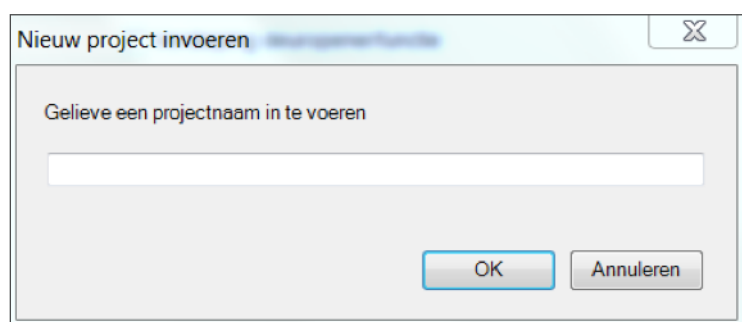 Nieuw project invoeren
Gelieve een projectnaam in te voeren
OK
Annuleren